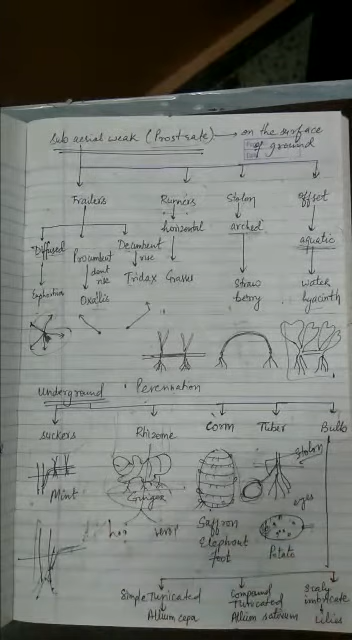 Sub aerial weak (Prostrate) → on the surface
of ground
Trailers Runners Stolon offset
Diffused Procumbent Decumbent horizontal arched aquatic
dont rise rise
Euphorbia Oxallis Tridax Grasses Straw berry water hyacinth
Underground Perennation
suckers Rhizome Corm Tuber Bulb
Stolon
Mint Ginger Saffron eyes
Elephant foot Potato
Simple Tunicated Compound Tunicated Scaly imbricate
Allium cepa Allium sativum Lilies